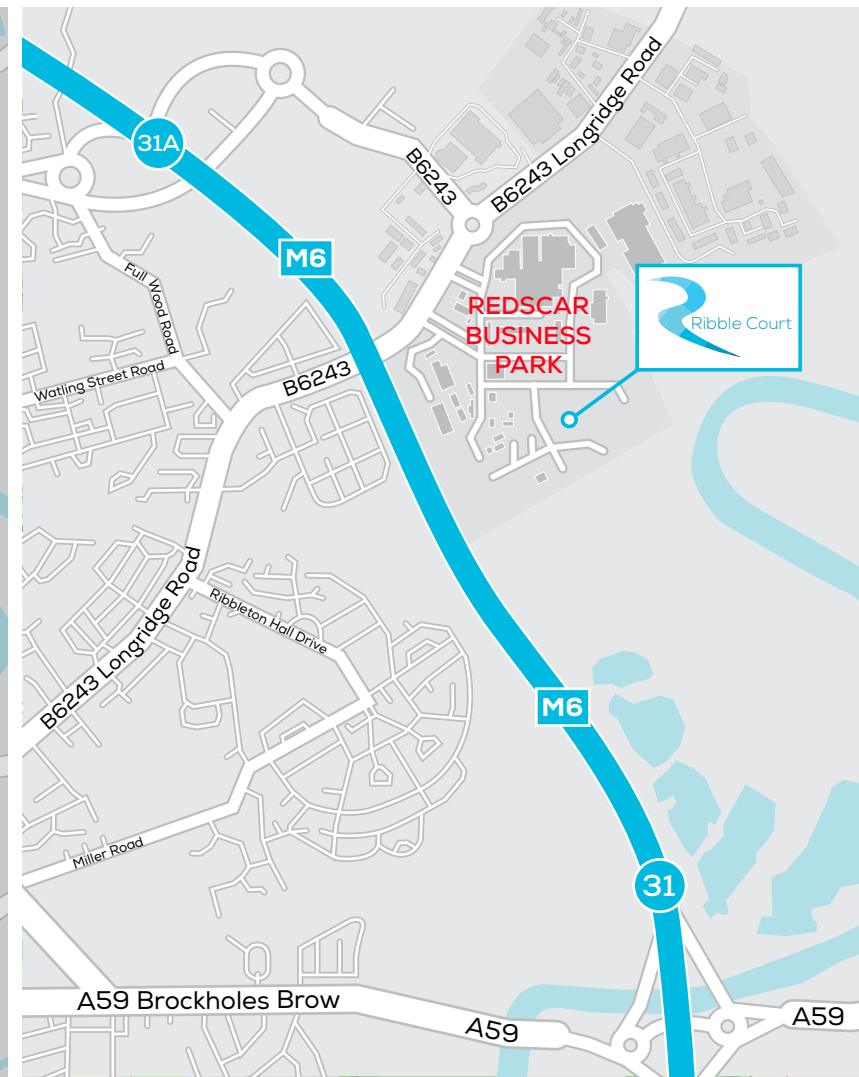 31A
B6243
B6243 Longridge Road
M6
Full Wood Road
REDSCAR
BUSINESS
PARK
Ribble Court
Watling Street Road
B6243
B6243 Longridge Road
Ribbleton Hall Drive
M6
Miller Road
31
A59 Brockholes Brow
A59
A59